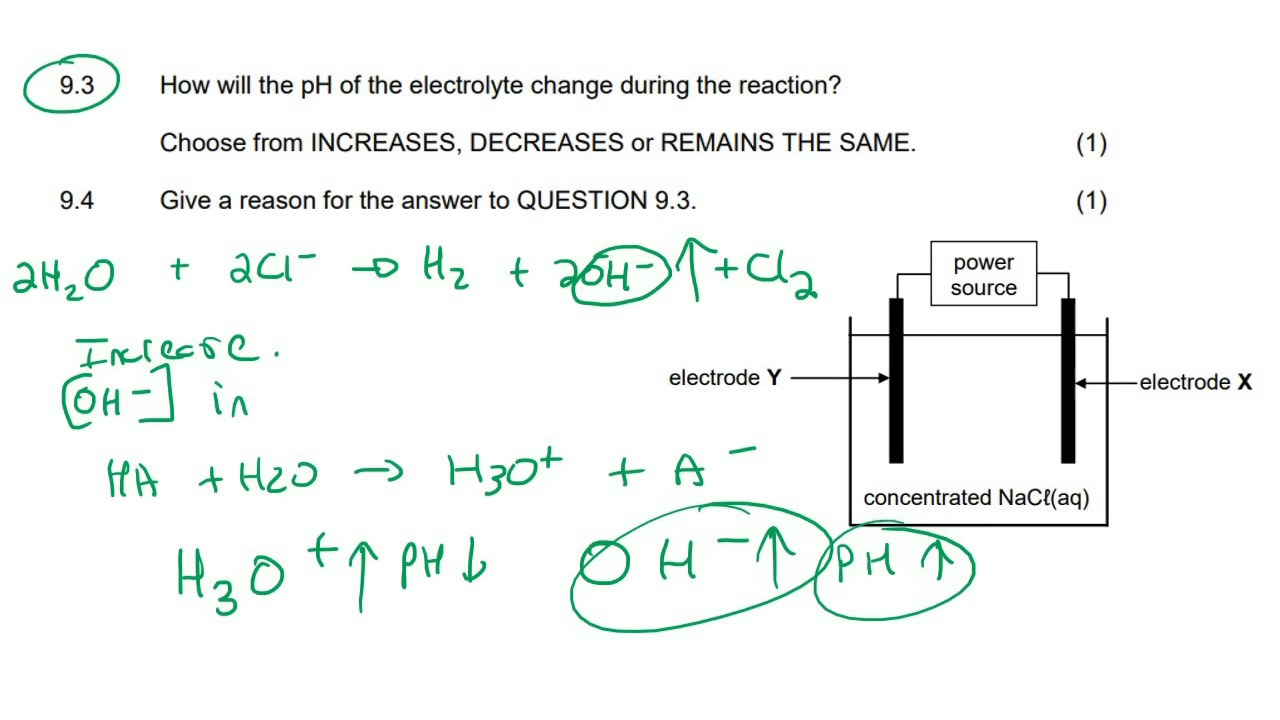 9.3 How will the pH of the electrolyte change during the reaction?
Choose from INCREASES, DECREASES or REMAINS THE SAME. (1)
9.4 Give a reason for the answer to QUESTION 9.3. (1)
2H₂O + 2Cl⁻ → H₂ + 2OH⁻ ↑ + Cl₂
power
source
Increase.
[OH⁻] in
electrode Y
electrode X
HA + H2O → H3O⁺ + A⁻
concentrated NaCℓ(aq)
H₃O⁺ ↑ PH ↓ OH⁻ ↑ PH ↑